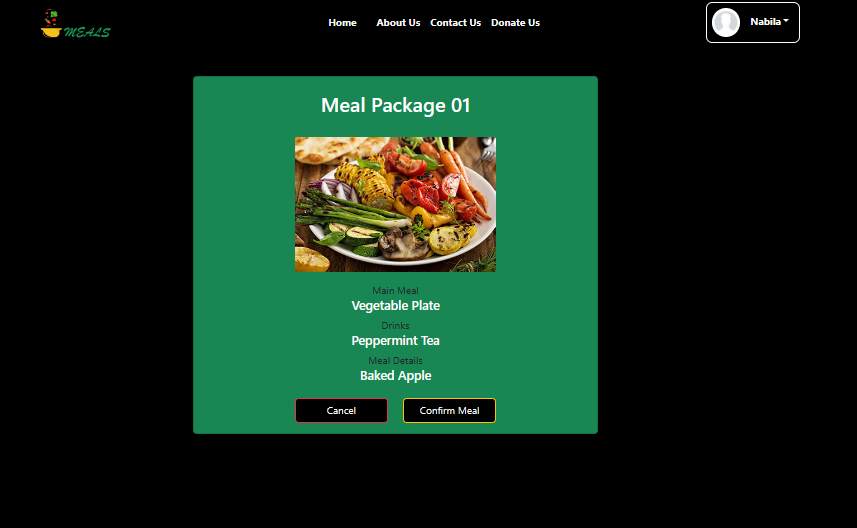 MEALS
Home About Us Contact Us Donate Us
Nabila
Meal Package 01
Main Meal
Vegetable Plate
Drinks
Peppermint Tea
Meal Details
Baked Apple
Cancel Confirm Meal